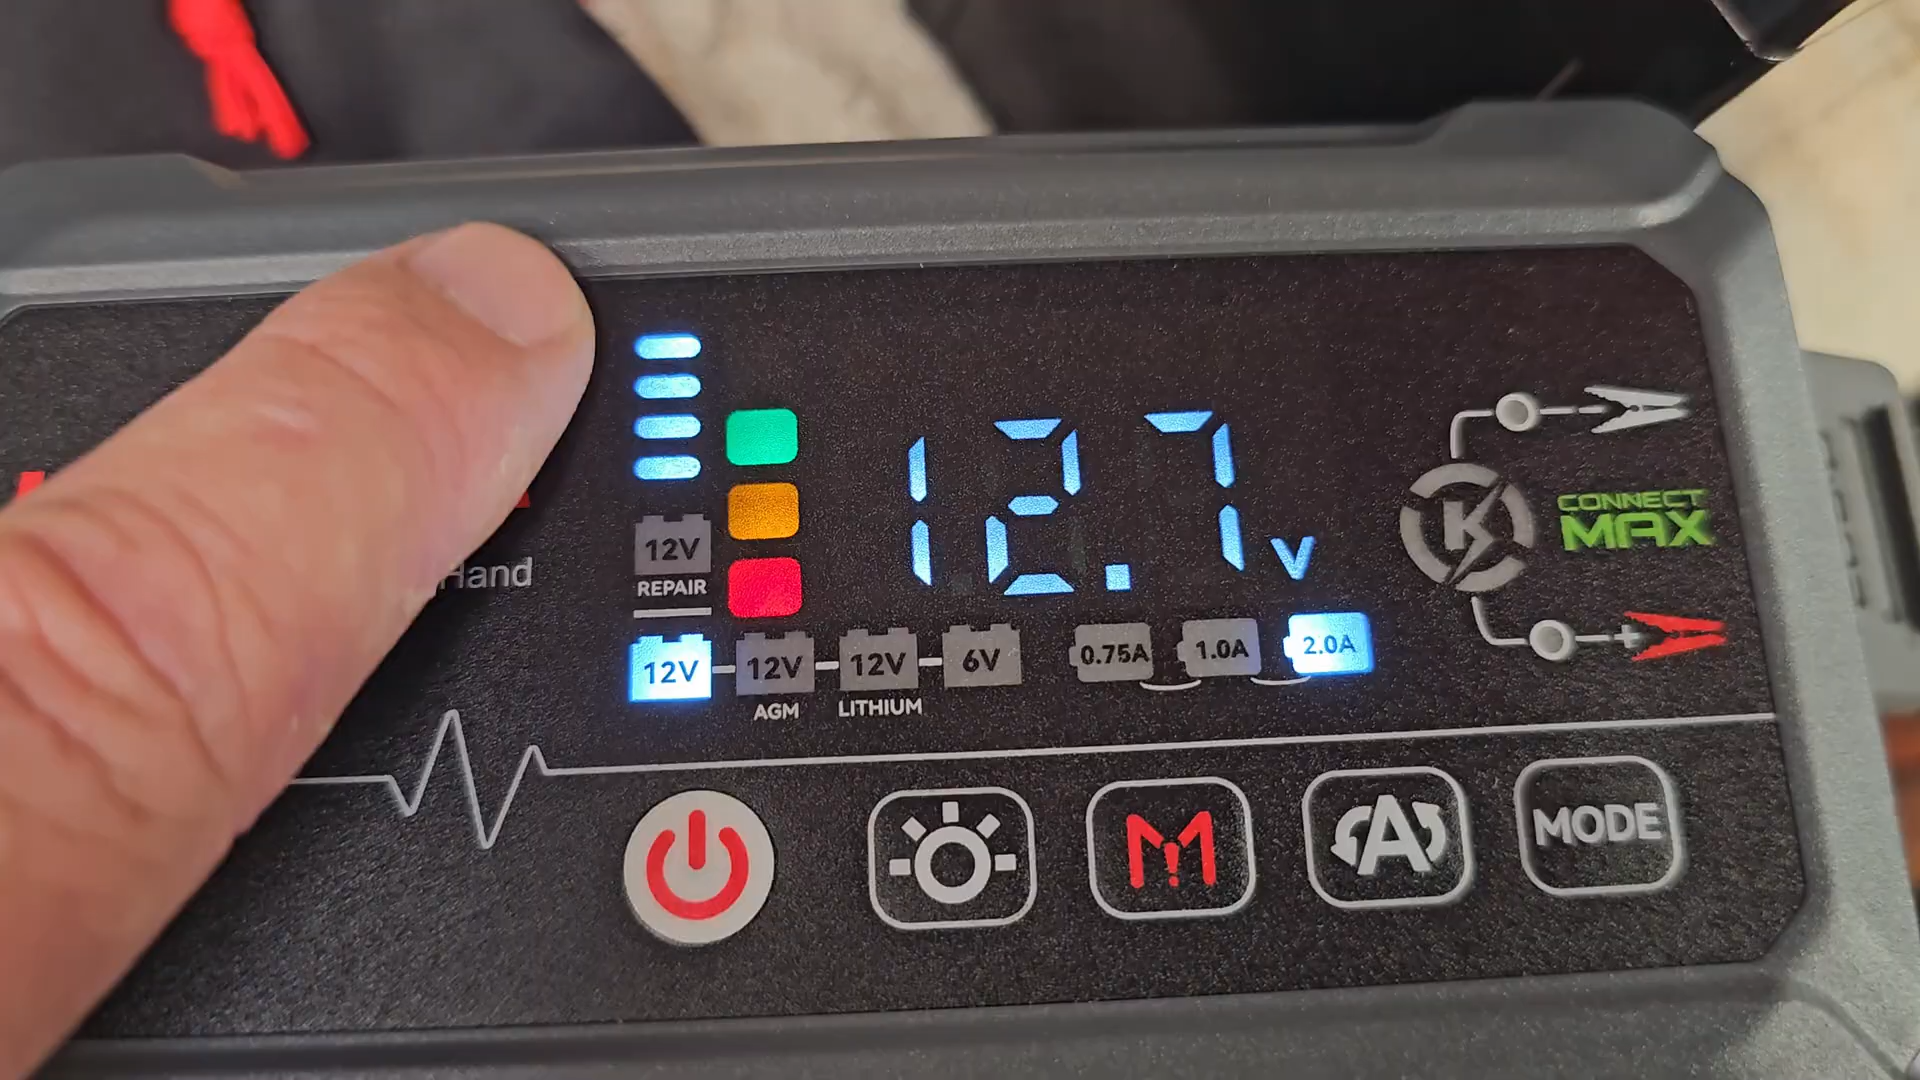 12.7V
CONNECT
MAX
K
12V
REPAIR
Hand
12V
12V
12V
6V
0.75A
1.0A
2.0A
AGM
LITHIUM
M
A
MODE